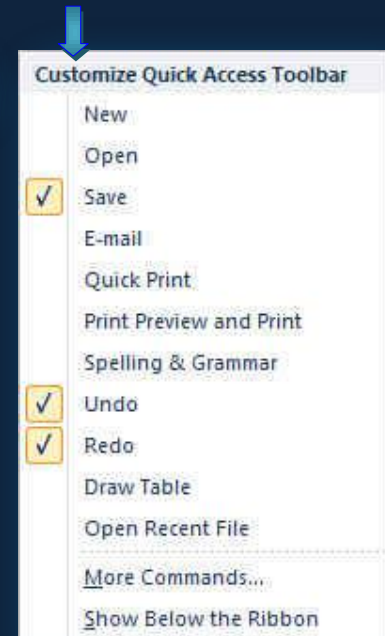 Customize Quick Access Toolbar
New
Open
Save
E-mail
Quick Print
Print Preview and Print
Spelling & Grammar
Undo
Redo
Draw Table
Open Recent File
More Commands...
Show Below the Ribbon